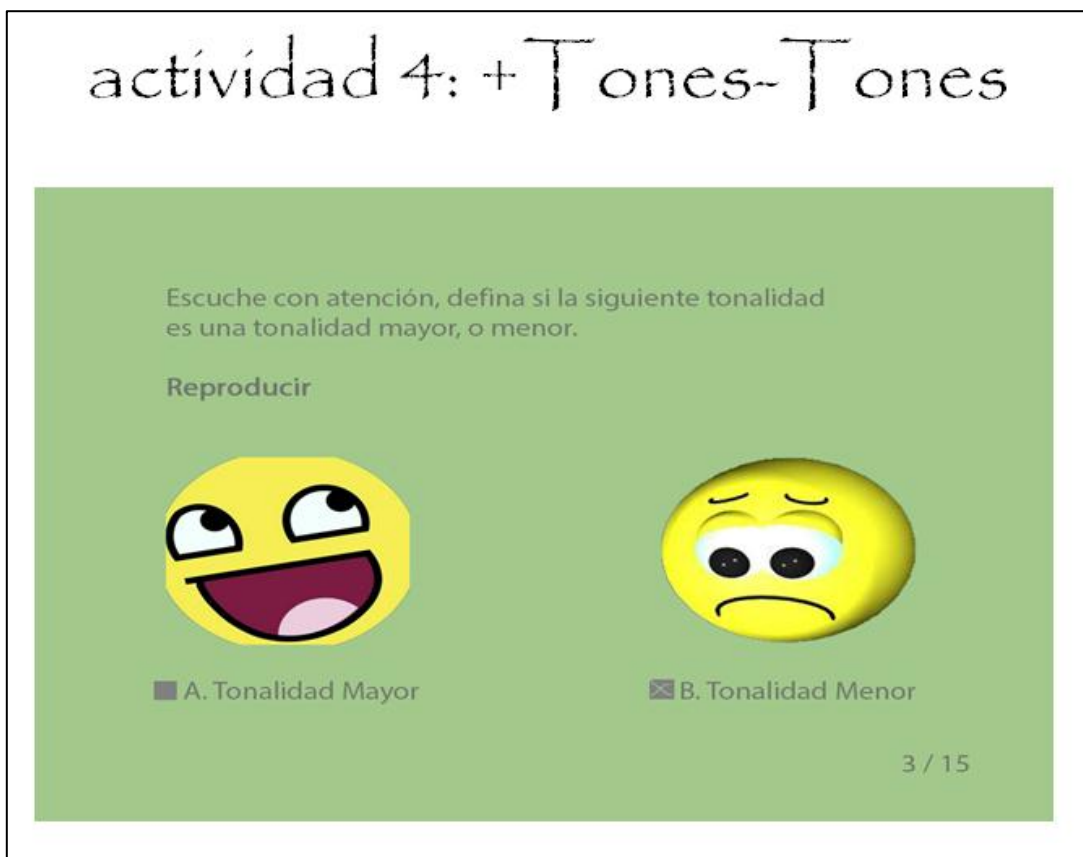 actividad 4: +Tones-Tones
Escuche con atención, defina si la siguiente tonalidad
es una tonalidad mayor, o menor.
Reproducir
A. Tonalidad Mayor
B. Tonalidad Menor
3 / 15